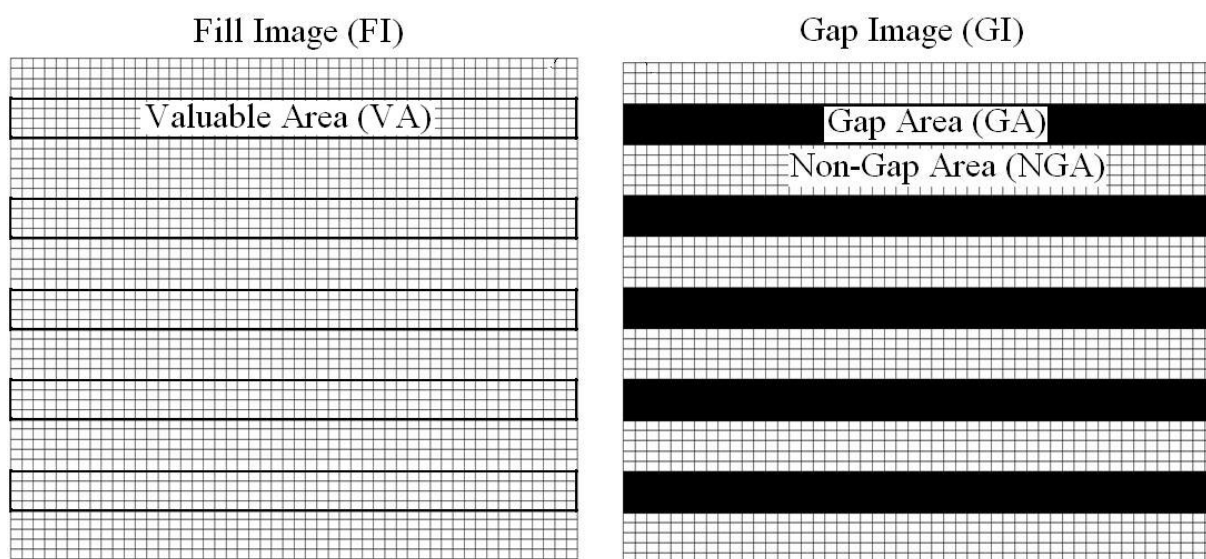 Fill Image (FI)
Valuable Area (VA)
Gap Image (GI)
Gap Area (GA)
Non-Gap Area (NGA)